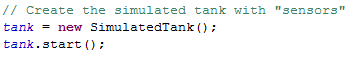 // Create the simulated tank with "sensors"
tank = new SimulatedTank();
tank.start();